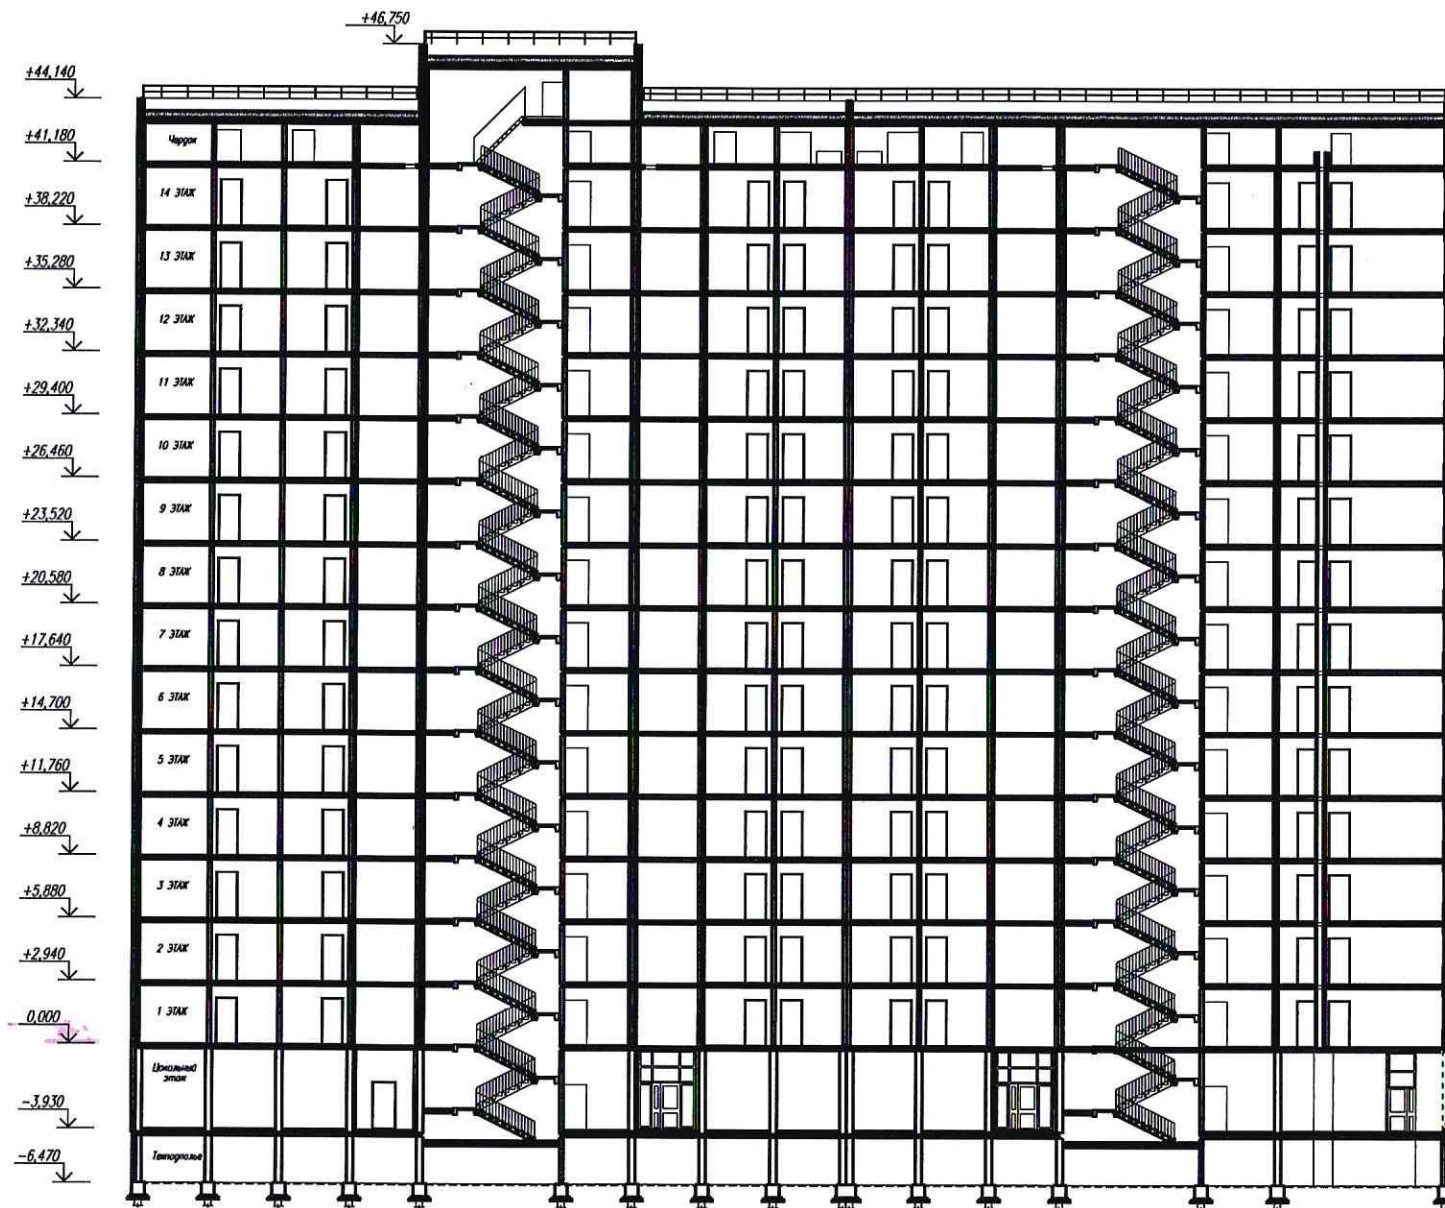 +46,750
+44,140
+41,180
Чердак
14 ЭТАЖ
+38,220
13 ЭТАЖ
+35,280
12 ЭТАЖ
+32,340
11 ЭТАЖ
+29,400
10 ЭТАЖ
+26,460
9 ЭТАЖ
+23,520
8 ЭТАЖ
+20,580
7 ЭТАЖ
+17,640
6 ЭТАЖ
+14,700
5 ЭТАЖ
+11,760
4 ЭТАЖ
+8,820
3 ЭТАЖ
+5,880
2 ЭТАЖ
+2,940
1 ЭТАЖ
0,000
Цокольный
этаж
-3,930
Техподполье
-6,470